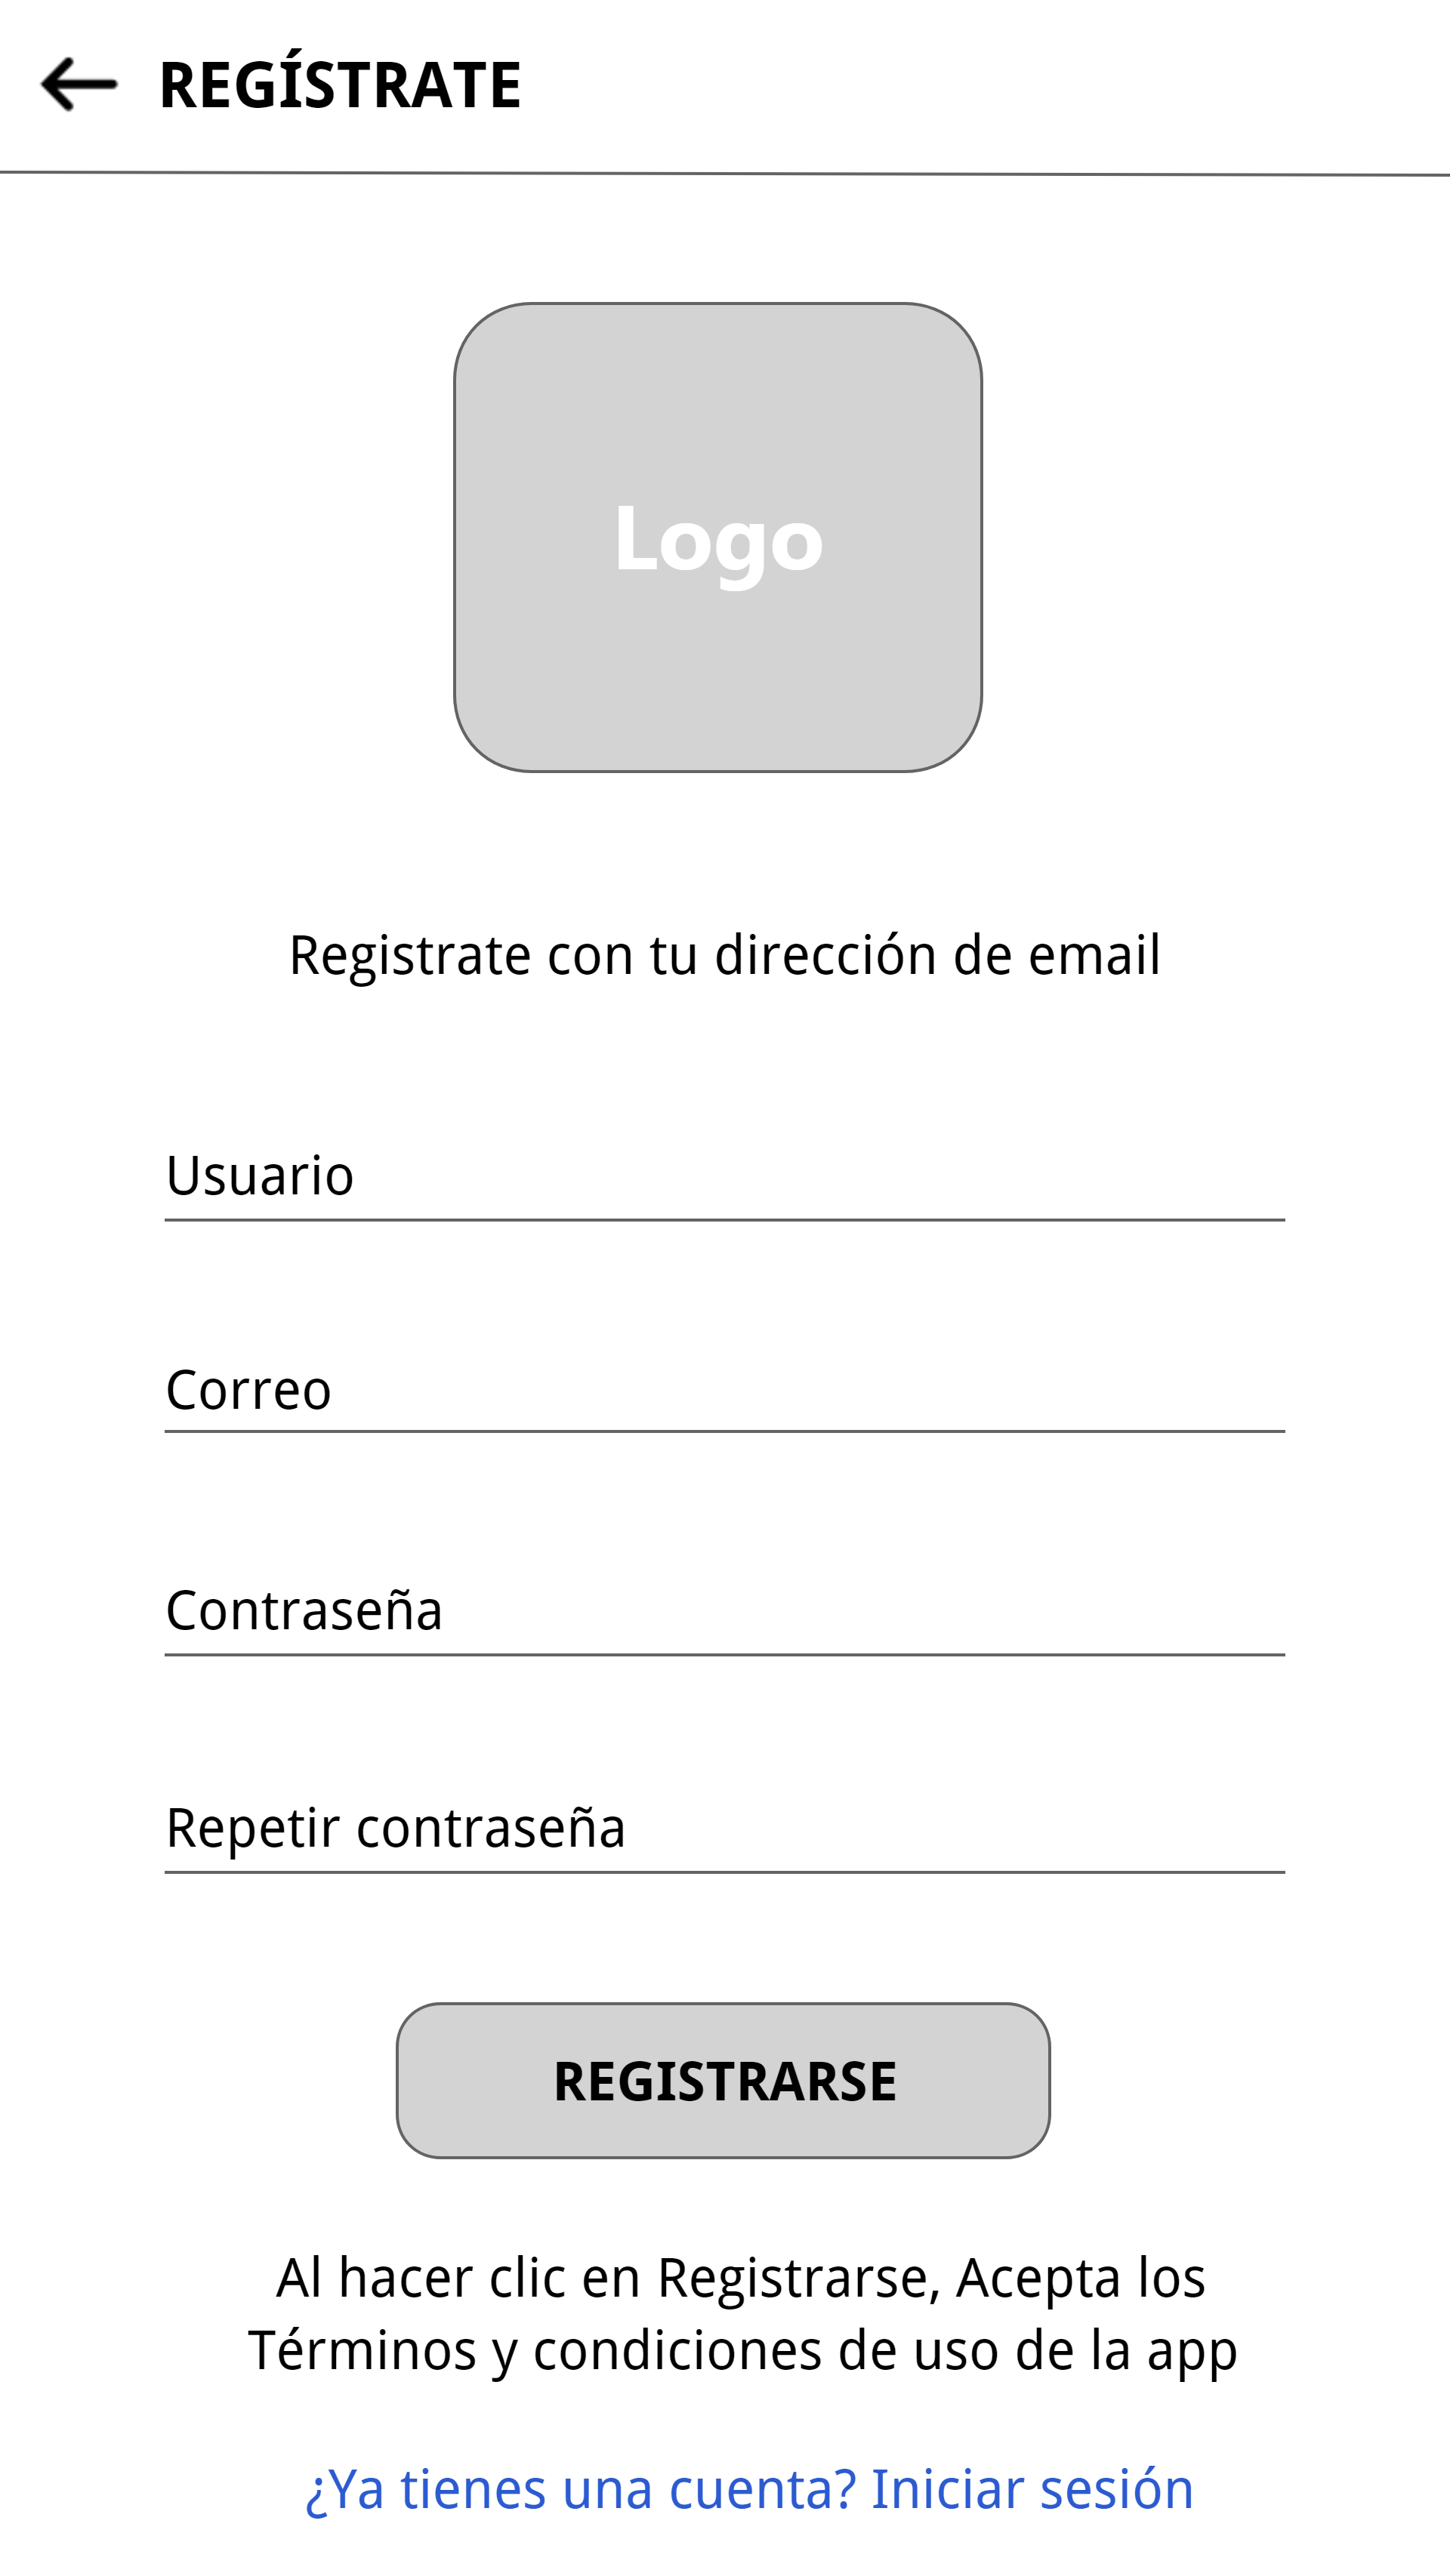 REGÍSTRATE
Logo
Registrate con tu dirección de email
Usuario
Correo
Contraseña
Repetir contraseña
REGISTRARSE
Al hacer clic en Registrarse, Acepta los
Términos y condiciones de uso de la app
¿Ya tienes una cuenta? Iniciar sesión